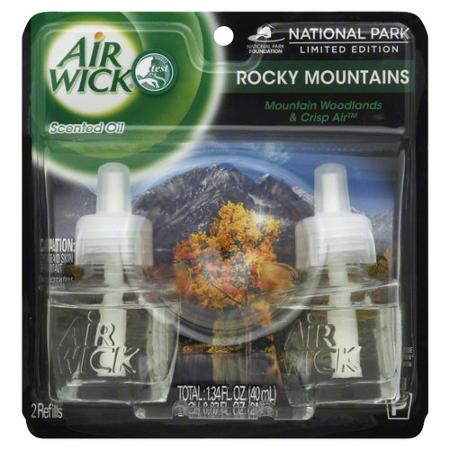 AIR
WICK
test
Scented Oil
NATIONAL PARK
FOUNDATION
NATIONAL PARK
LIMITED EDITION
ROCKY MOUNTAINS
Mountain Woodlands
& Crisp Air™
CAUTION:
AIR
WICK
AIR
WICK
2 Refills
TOTAL: 1.34 FL OZ (40 mL)